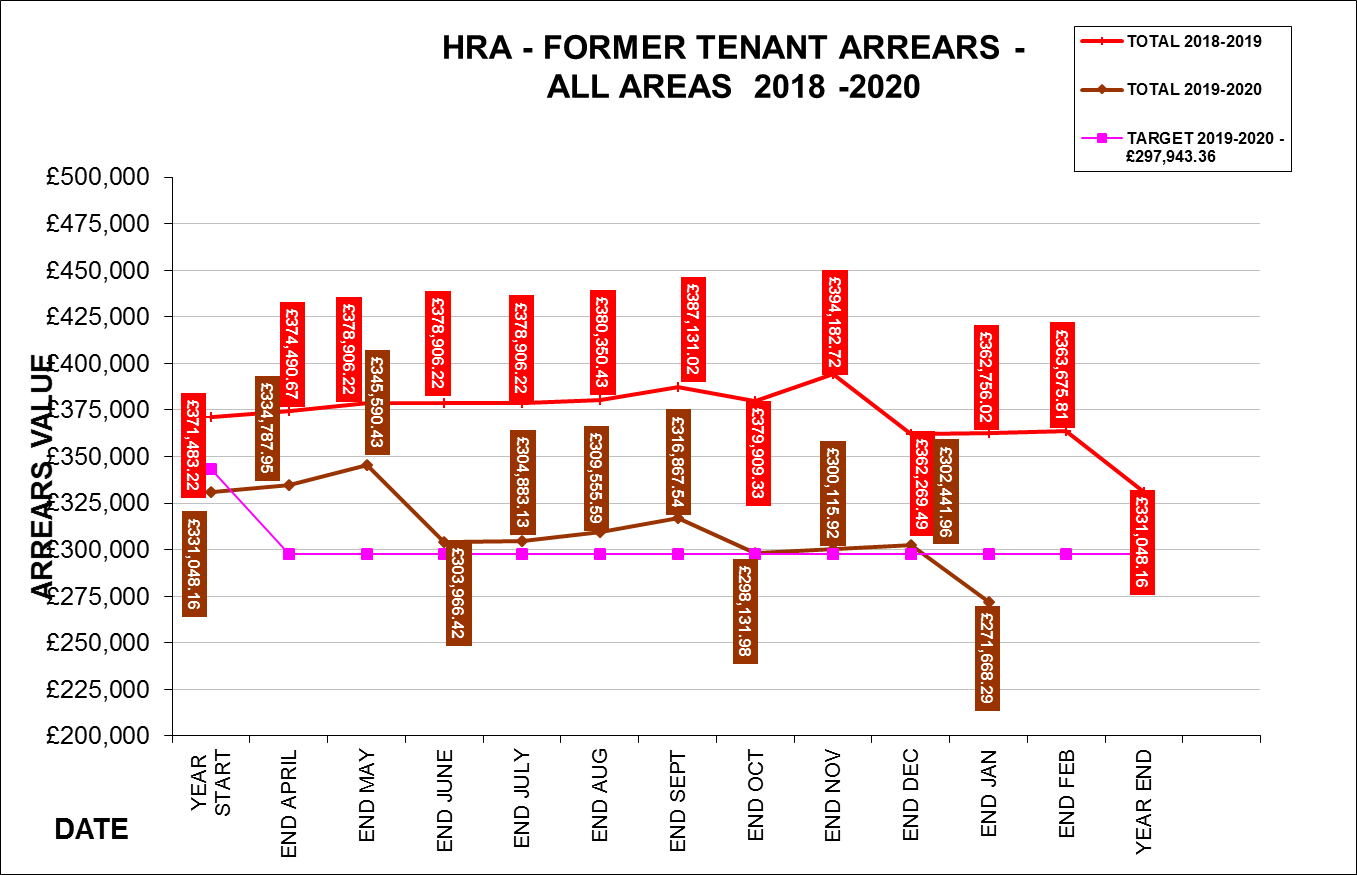 HRA - FORMER TENANT ARREARS -
ALL AREAS 2018 -2020
TOTAL 2018-2019
TOTAL 2019-2020
TARGET 2019-2020 -
£297,943.36
ARREARS VALUE
£500,000
£475,000
£450,000
£425,000
£400,000
£375,000
£350,000
£325,000
£300,000
£275,000
£250,000
£225,000
£200,000
£371,483.22
£374,490.67
£378,906.22
£378,906.22
£378,906.22
£380,350.43
£387,131.02
£379,909.33
£394,182.72
£362,269.49
£362,756.02
£363,675.81
£331,048.16
£331,048.16
£334,787.95
£345,590.43
£303,966.42
£304,883.13
£309,555.59
£316,867.54
£298,131.98
£300,115.92
£302,441.96
£271,668.29
YEAR
START
END APRIL
END MAY
END JUNE
END JULY
END AUG
END SEPT
END OCT
END NOV
END DEC
END JAN
END FEB
YEAR END
DATE